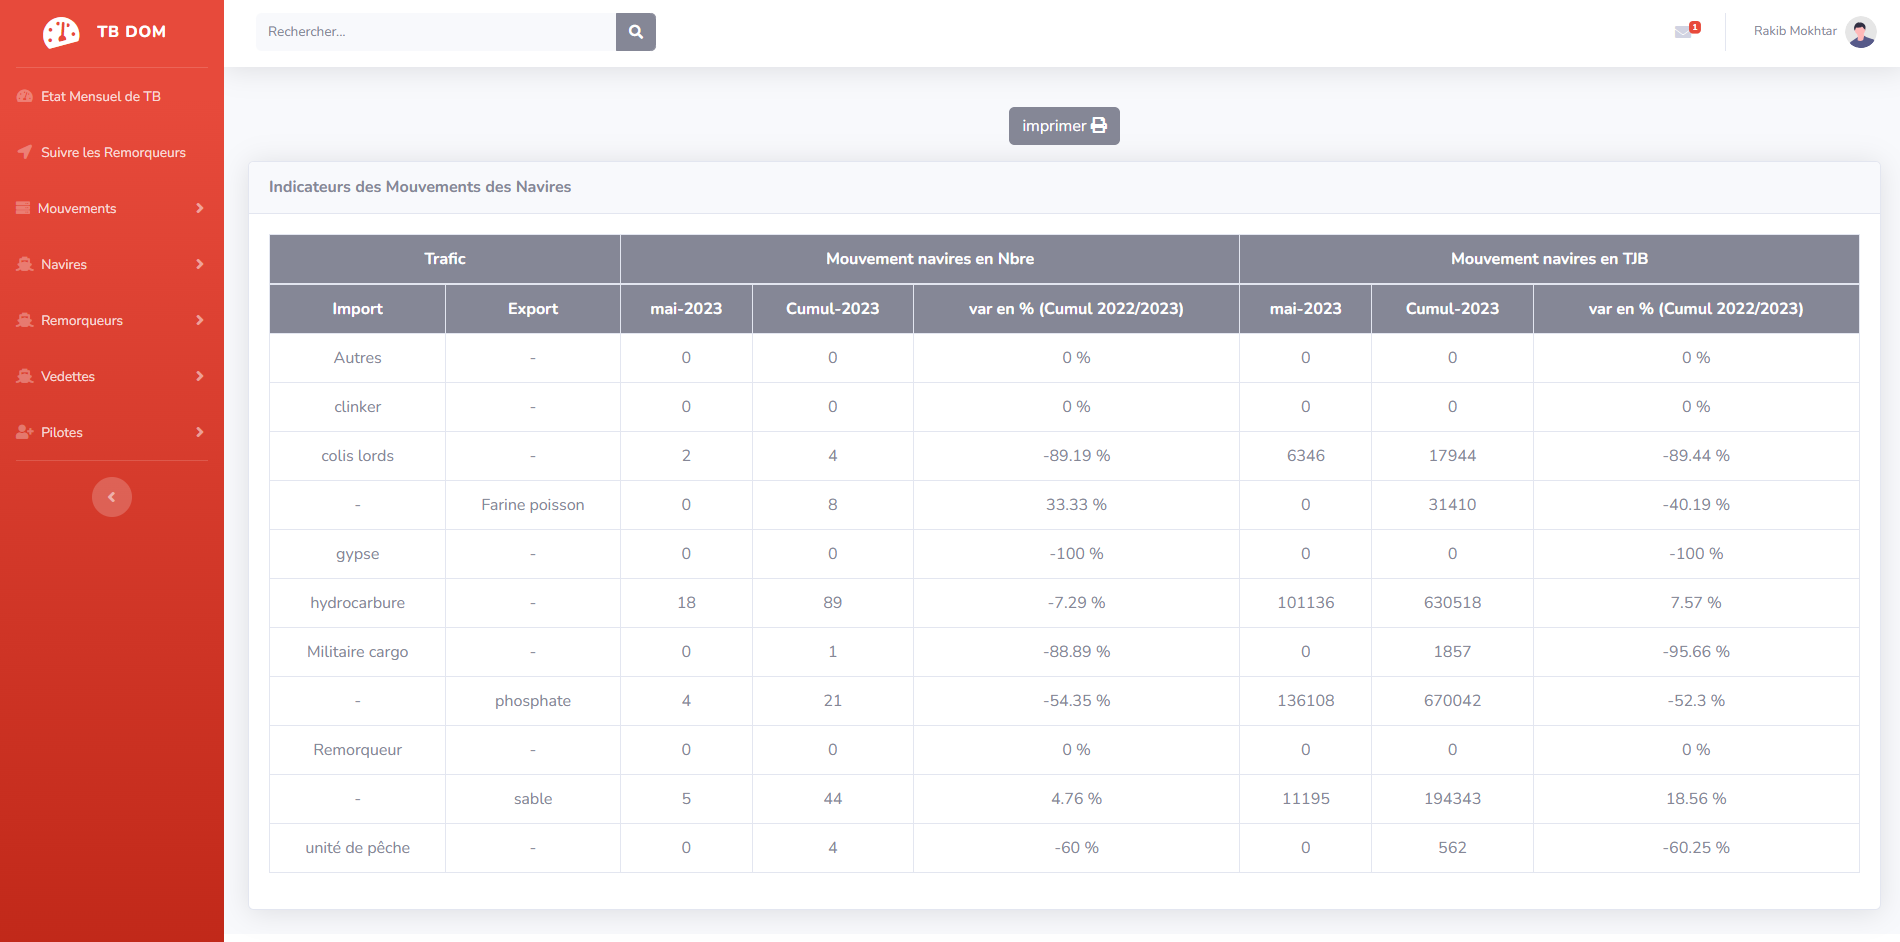 TB DOM
Rechercher...
1
Rakib Mokhtar
Etat Mensuel de TB
Suivre les Remorqueurs
Mouvements
Navires
Remorqueurs
Vedettes
Pilotes
imprimer
Indicateurs des Mouvements des Navires
Trafic Mouvement navires en Nbre Mouvement navires en TJB
Import Export mai-2023 Cumul-2023 var en % (Cumul 2022/2023) mai-2023 Cumul-2023 var en % (Cumul 2022/2023)
Autres - 0 0 0 % 0 0 0 %
clinker - 0 0 0 % 0 0 0 %
colis lords - 2 4 -89.19 % 6346 17944 -89.44 %
- Farine poisson 0 8 33.33 % 0 31410 -40.19 %
gypse - 0 0 -100 % 0 0 -100 %
hydrocarbure - 18 89 -7.29 % 101136 630518 7.57 %
Militaire cargo - 0 1 -88.89 % 0 1857 -95.66 %
- phosphate 4 21 -54.35 % 136108 670042 -52.3 %
Remorqueur - 0 0 0 % 0 0 0 %
- sable 5 44 4.76 % 11195 194343 18.56 %
unité de pêche - 0 4 -60 % 0 562 -60.25 %